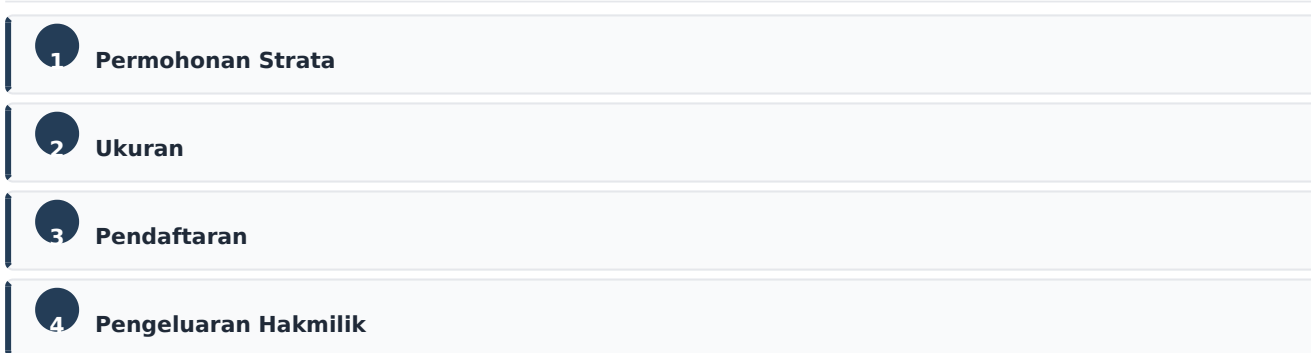 1 Permohonan Strata
2 Ukuran
3 Pendaftaran
4 Pengeluaran Hakmilik